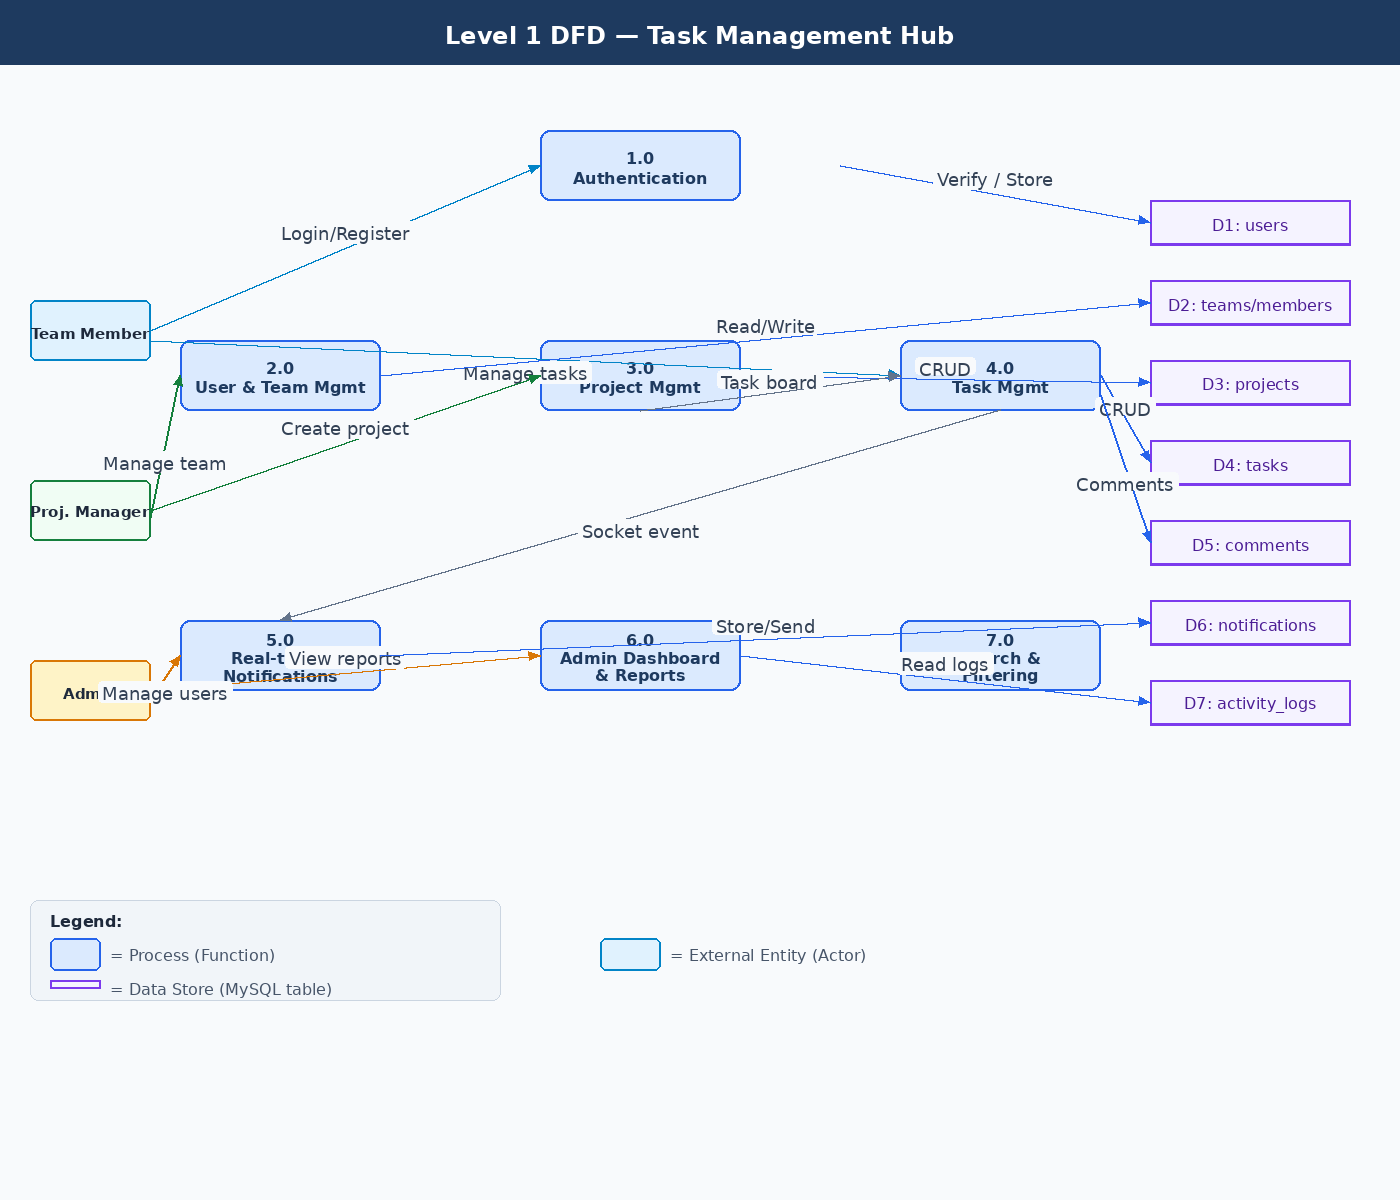 Level 1 DFD — Task Management Hub
1.0
Authentication
Verify / Store
D1: users
Login/Register
D2: teams/members
Team Member
Read/Write
2.0
User & Team Mgmt
Manage tasks
3.0
Project Mgmt
Task board
CRUD
4.0
Task Mgmt
D3: projects
CRUD
Create project
Manage team
D4: tasks
Comments
Proj. Manager
Socket event
D5: comments
Store/Send
D6: notifications
5.0
Notifications
View reports
6.0
Admin Dashboard
& Reports
7.0
&
Read logs
Manage users
D7: activity_logs
Legend:
= Process (Function)
= External Entity (Actor)
= Data Store (MySQL table)